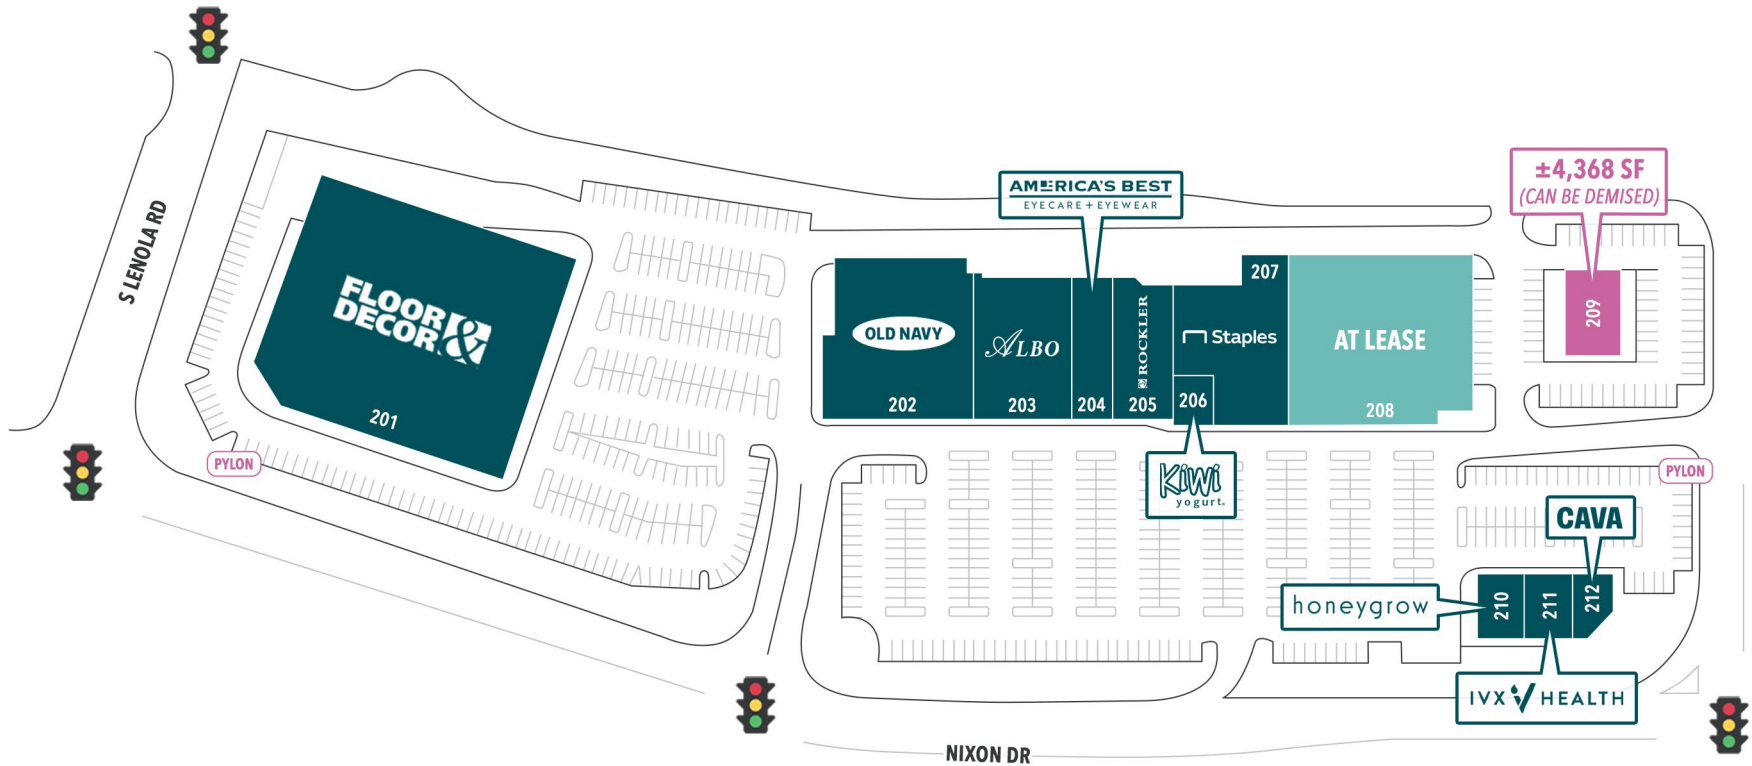 S LENOLA RD
FLOOR &
DECOR
201
PYLON
AMERICA'S BEST
EYECARE + EYEWEAR
OLD NAVY
202
ALBO
203
204
ROCKLER
205
207
Staples
206
Kiwi
yogurt
AT LEASE
208
±4,368 SF
(CAN BE DEMISED)
209
PYLON
CAVA
honeygrow
210
211
212
IVX HEALTH
NIXON DR